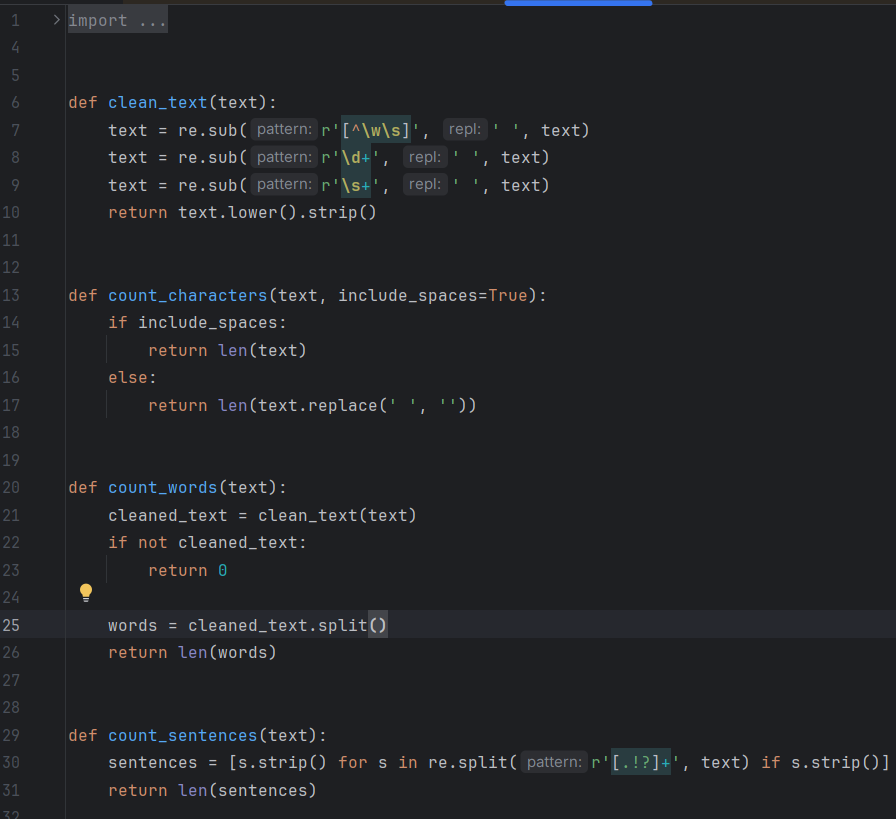 1 import ...
4
5
6 def clean_text(text):
7 text = re.sub( pattern: r'[^\w\s]', repl: ' ', text)
8 text = re.sub( pattern: r'\d+', repl: ' ', text)
9 text = re.sub( pattern: r'\s+', repl: ' ', text)
10 return text.lower().strip()
11
12
13 def count_characters(text, include_spaces=True):
14 if include_spaces:
15 return len(text)
16 else:
17 return len(text.replace(' ', ''))
18
19
20 def count_words(text):
21 cleaned_text = clean_text(text)
22 if not cleaned_text:
23 return 0
24
25 words = cleaned_text.split()
26 return len(words)
27
28
29 def count_sentences(text):
30 sentences = [s.strip() for s in re.split( pattern: r'[.!?]+', text) if s.strip()]
31 return len(sentences)
32